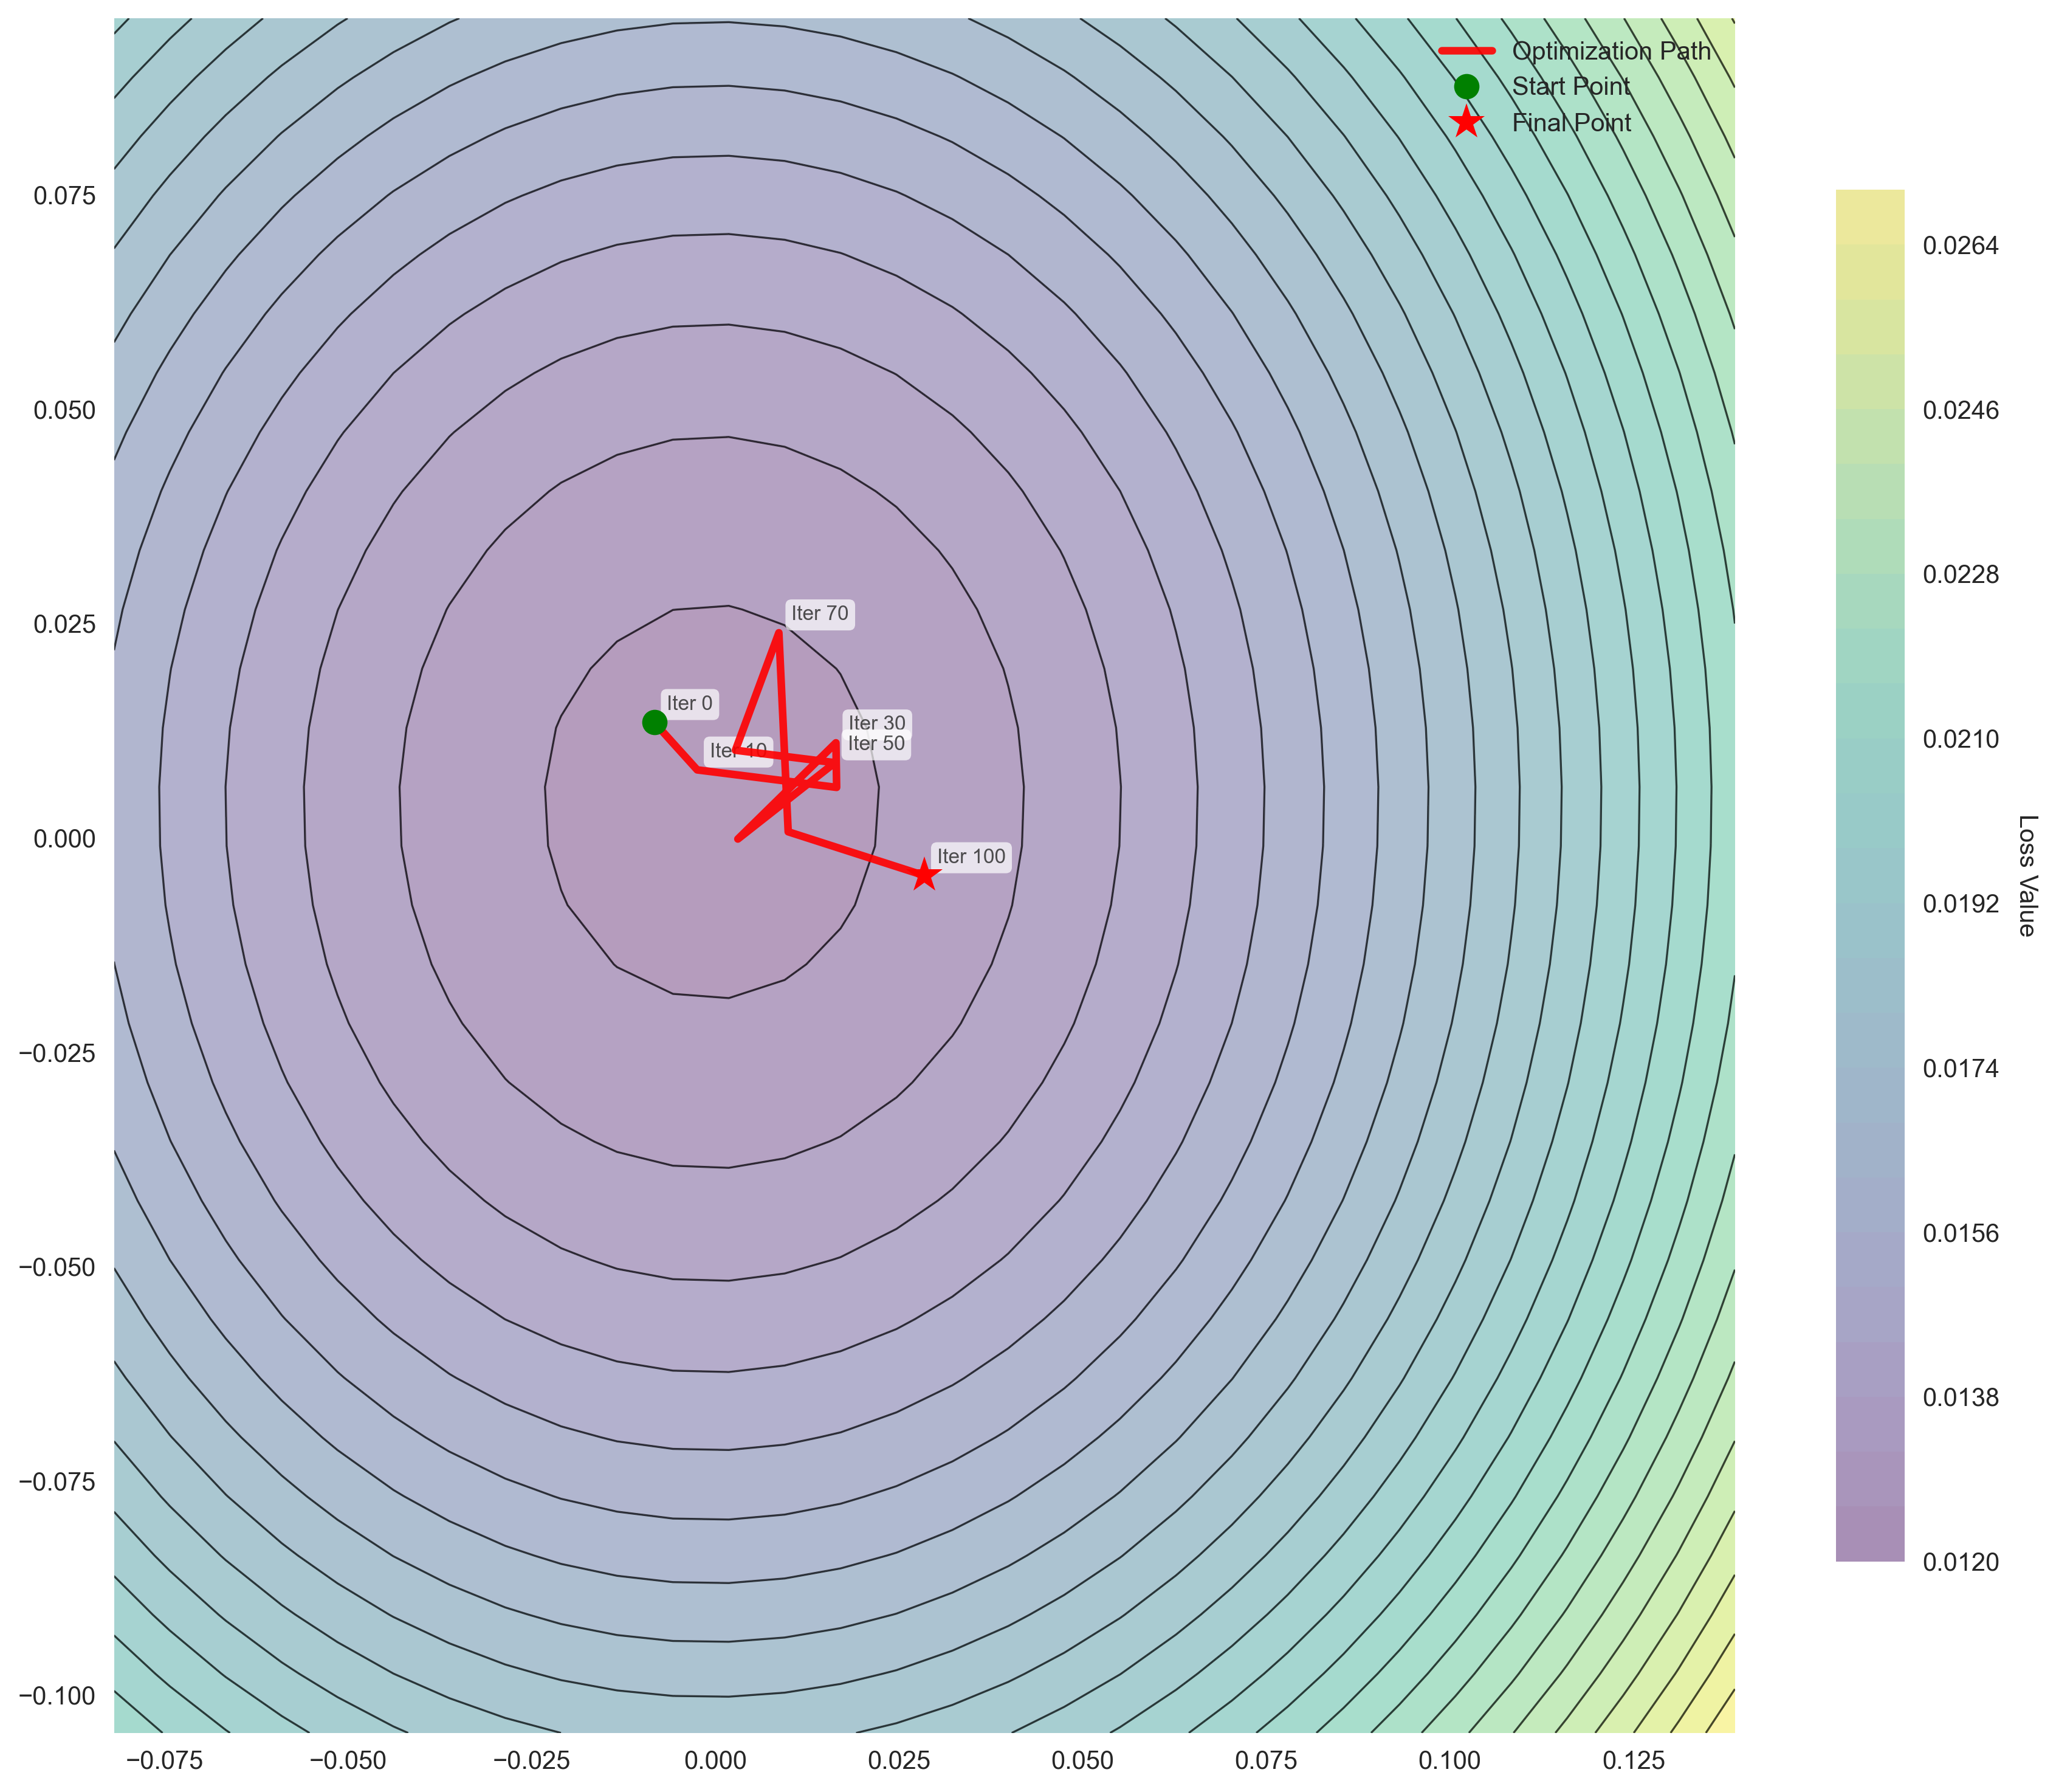 Optimization Path
Start Point
Final Point
0.075
0.050
0.025
0.000
−0.025
−0.050
−0.075
−0.100
Iter 70
Iter 0
Iter 30
Iter 10
Iter 50
Iter 100
−0.075
−0.050
−0.025
0.000
0.025
0.050
0.075
0.100
0.125
0.0264
0.0246
0.0228
0.0210
0.0192
0.0174
0.0156
0.0138
0.0120
Loss Value